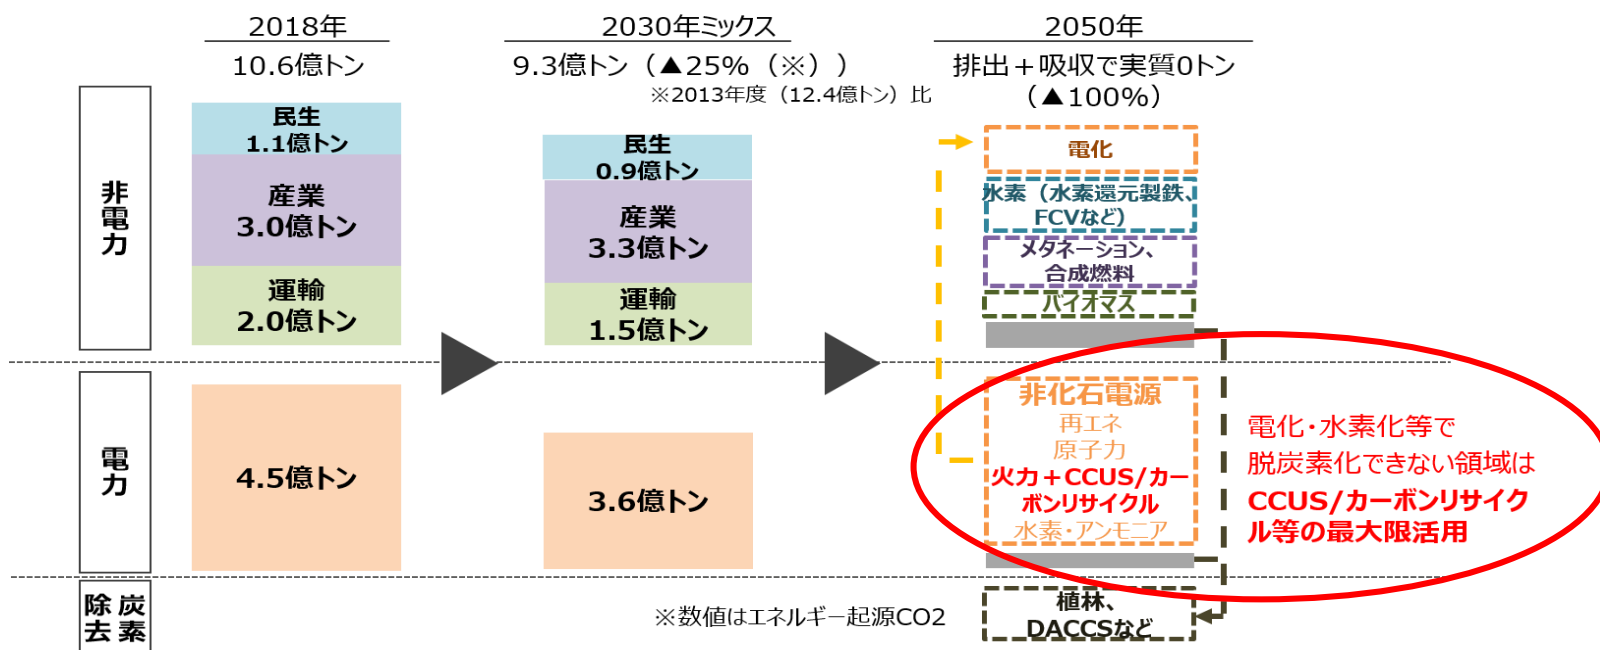 2018年
10.6億トン
2030年ミックス
9.3億トン（▲25%（※））
※2013年度（12.4億トン）比
2050年
排出＋吸収で実質0トン
（▲100%）
非電力
民生
1.1億トン
産業
3.0億トン
運輸
2.0億トン
民生
0.9億トン
産業
3.3億トン
運輸
1.5億トン
電化
水素（水素還元製鉄、
FCVなど）
メタネーション、
合成燃料
バイオマス
電力
4.5億トン
3.6億トン
非化石電源
再エネ
原子力
火力＋CCUS/カー
ボンリサイクル
水素・アンモニア
電化・水素化等で
脱炭素化できない領域は
CCUS/カーボンリサイク
ル等の最大限活用
炭素
除去
※数値はエネルギー起源CO2
植林、
DACCSなど